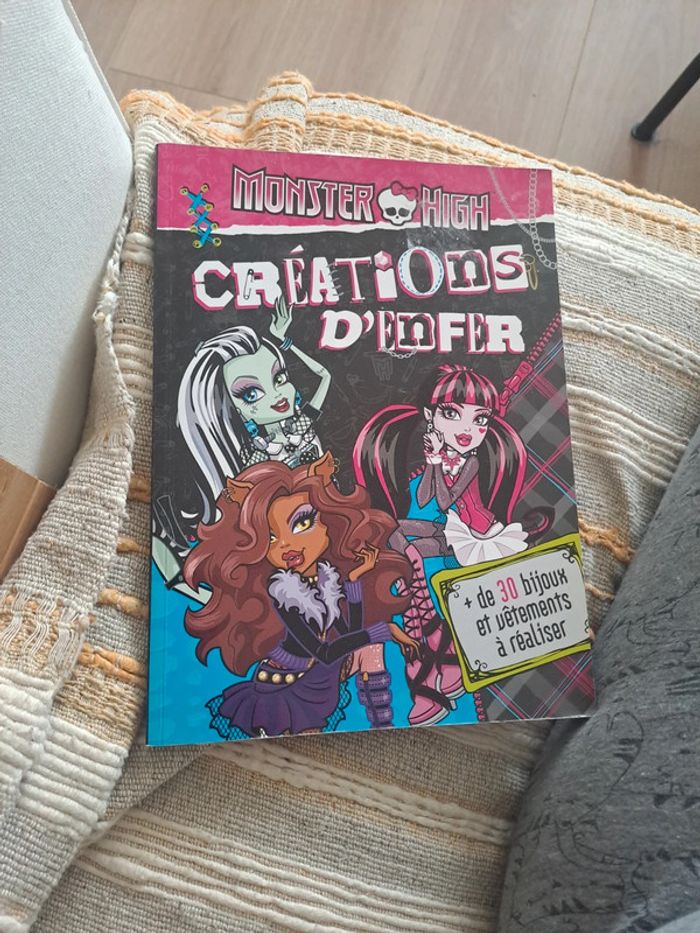 MONSTER HIGH
CRÉATIONS
D'ENFER
+ de 30 bijoux
et vêtements
à réaliser